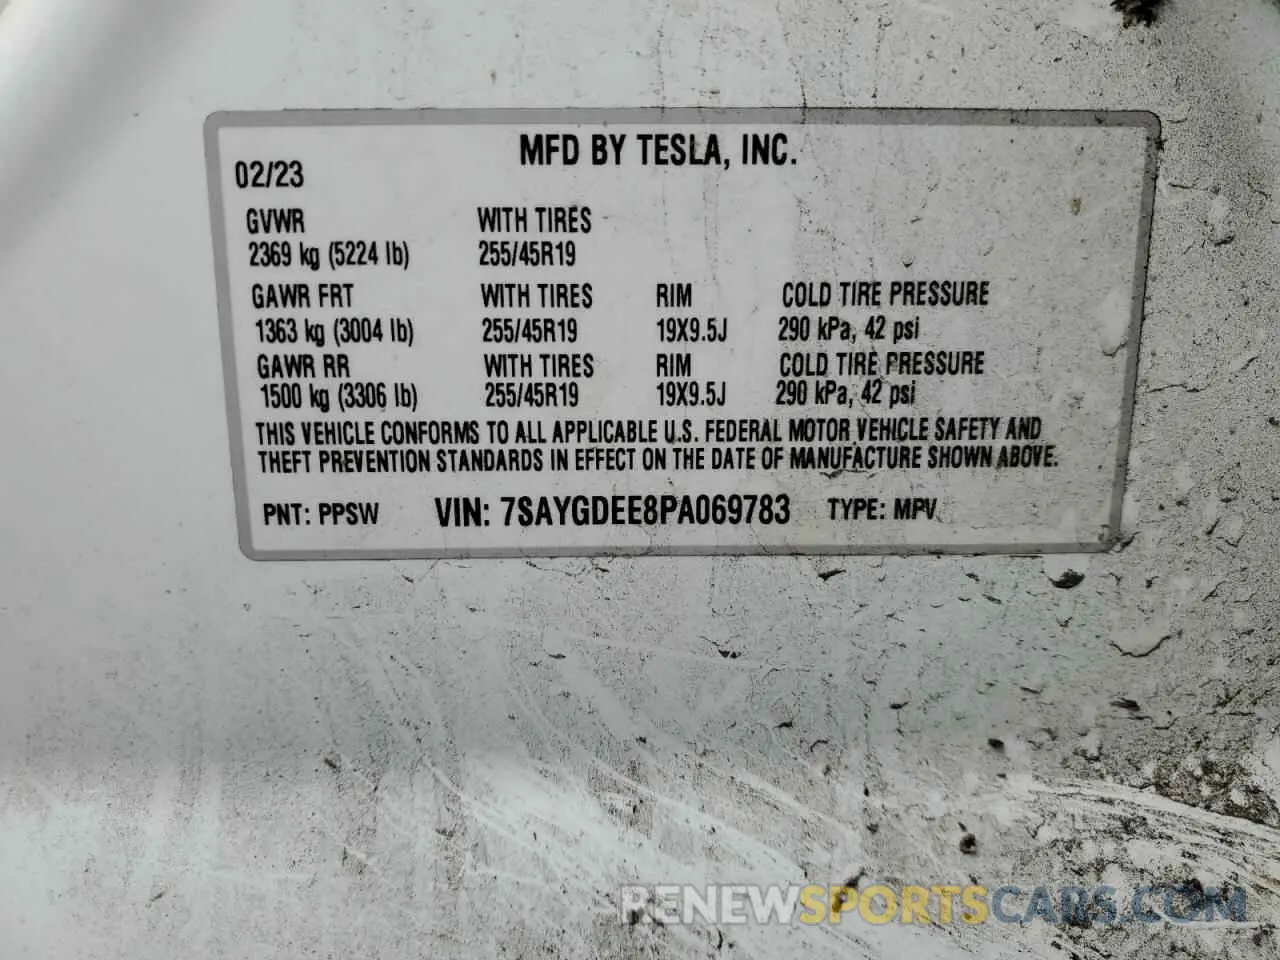 MFD BY TESLA, INC.
02/23
GVWR WITH TIRES
2369 kg (5224 lb) 255/45R19
GAWR FRT WITH TIRES RIM COLD TIRE PRESSURE
1363 kg (3004 lb) 255/45R19 19X9.5J 290 kPa, 42 psi
GAWR RR WITH TIRES RIM COLD TIRE PRESSURE
1500 kg (3306 lb) 255/45R19 19X9.5J 290 kPa, 42 psi
THIS VEHICLE CONFORMS TO ALL APPLICABLE U.S. FEDERAL MOTOR VEHICLE SAFETY AND
THEFT PREVENTION STANDARDS IN EFFECT ON THE DATE OF MANUFACTURE SHOWN ABOVE.
PNT: PPSW VIN: 7SAYGDEE8PA069783 TYPE: MPV
RENEWSPORTSCARS.COM